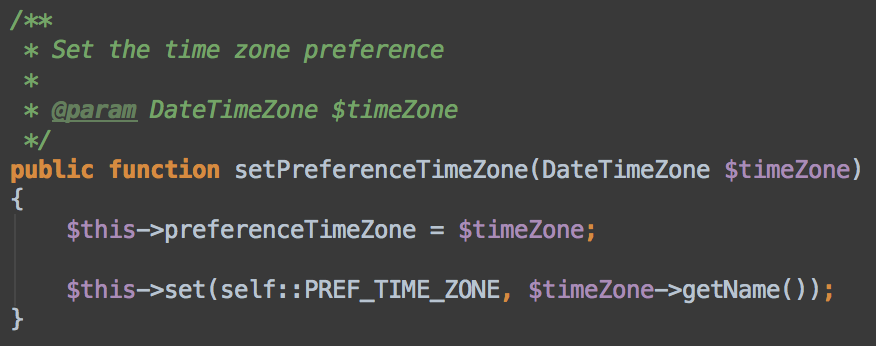 /**
 * Set the time zone preference
 *
 * @param DateTimeZone $timeZone
 */
public function setPreferenceTimeZone(DateTimeZone $timeZone)
{
    $this->preferenceTimeZone = $timeZone;

    $this->set(self::PREF_TIME_ZONE, $timeZone->getName());
}